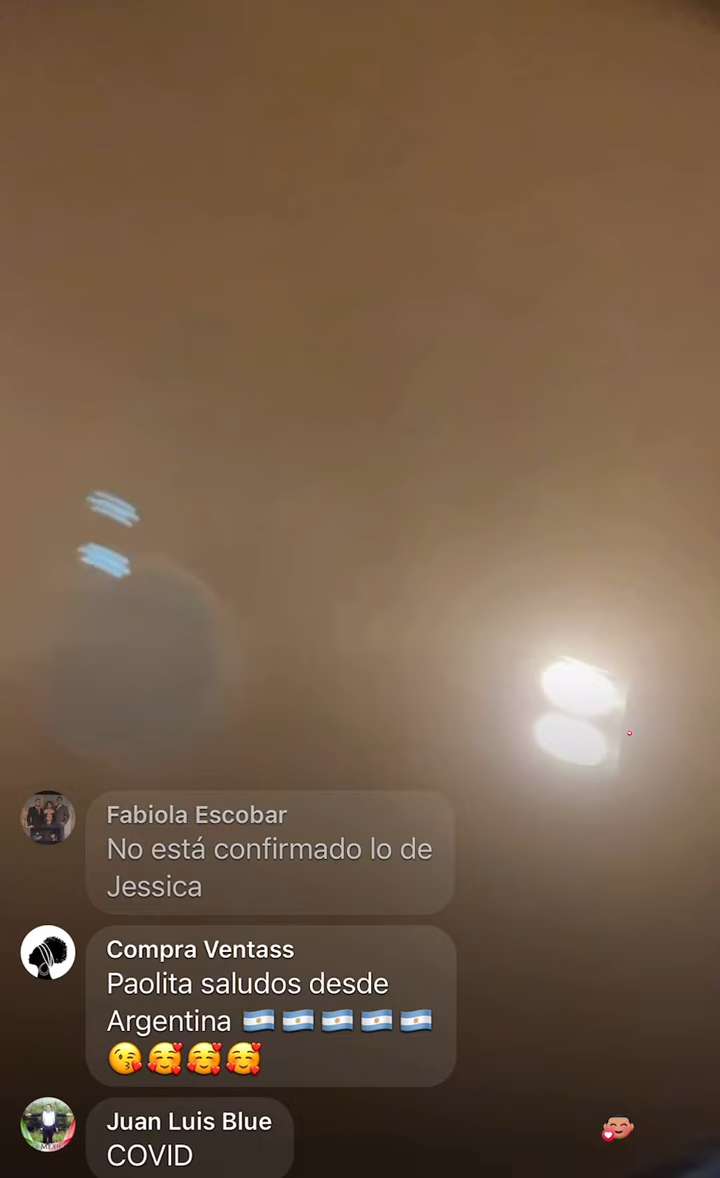 Fabiola Escobar
No está confirmado lo de
Jessica
Compra Ventass
Paolita saludos desde
Argentina 🇦🇷🇦🇷🇦🇷🇦🇷🇦🇷
😘🥰🥰🥰
Juan Luis Blue
COVID